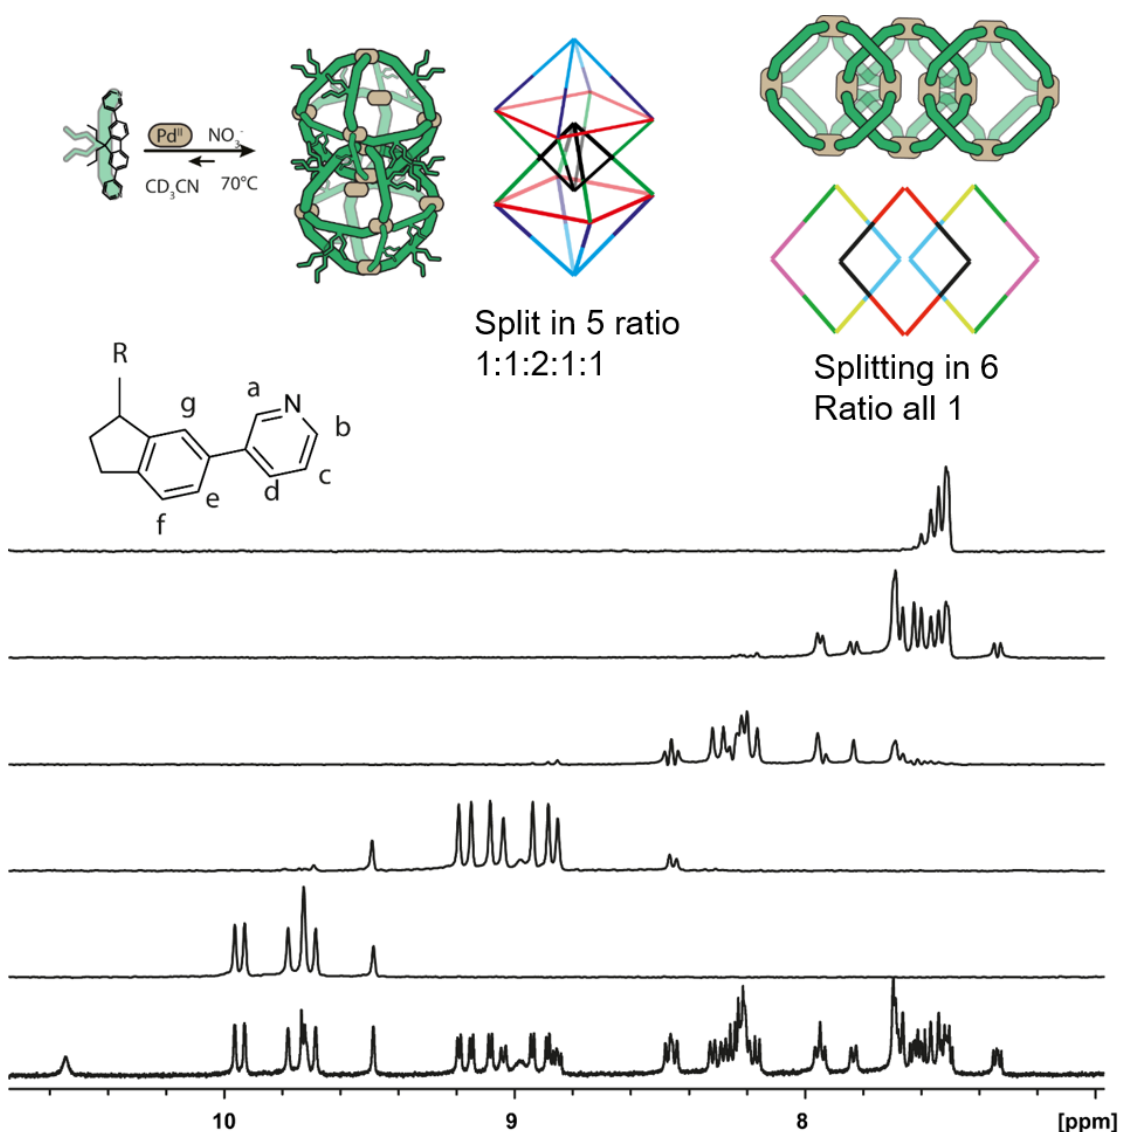 Pd^II NO3-
CD3CN 70°C
Split in 5 ratio
1:1:2:1:1
Splitting in 6
Ratio all 1
R
a
N
g
b
c
d
e
f
10 9 8 [ppm]